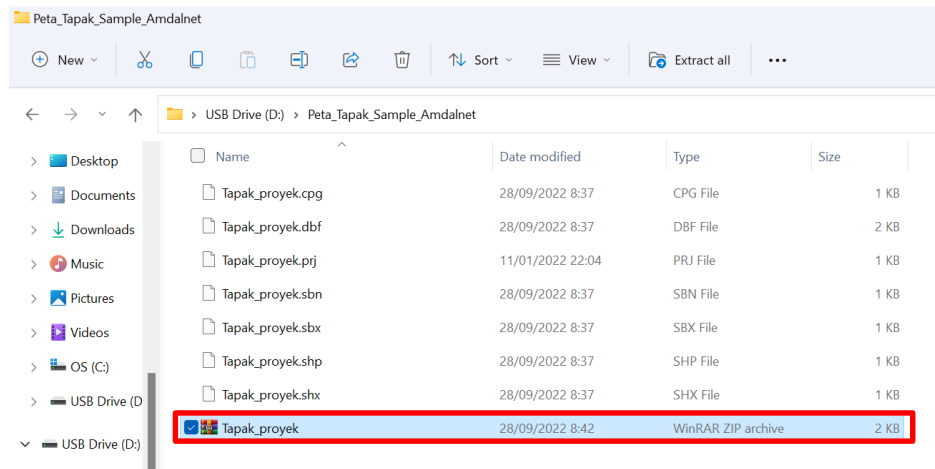 Peta_Tapak_Sample_Amdalnet
New Sort View Extract all
USB Drive (D:) Peta_Tapak_Sample_Amdalnet
Name Date modified Type Size
Desktop
Documents
Downloads
Music
Pictures
Videos
OS (C:)
USB Drive (D
USB Drive (D:)
Tapak_proyek.cpg 28/09/2022 8:37 CPG File 1 KB
Tapak_proyek.dbf 28/09/2022 8:37 DBF File 2 KB
Tapak_proyek.prj 11/01/2022 22:04 PRJ File 1 KB
Tapak_proyek.sbn 28/09/2022 8:37 SBN File 1 KB
Tapak_proyek.sbx 28/09/2022 8:37 SBX File 1 KB
Tapak_proyek.shp 28/09/2022 8:37 SHP File 1 KB
Tapak_proyek.shx 28/09/2022 8:37 SHX File 1 KB
Tapak_proyek 28/09/2022 8:42 WinRAR ZIP archive 2 KB